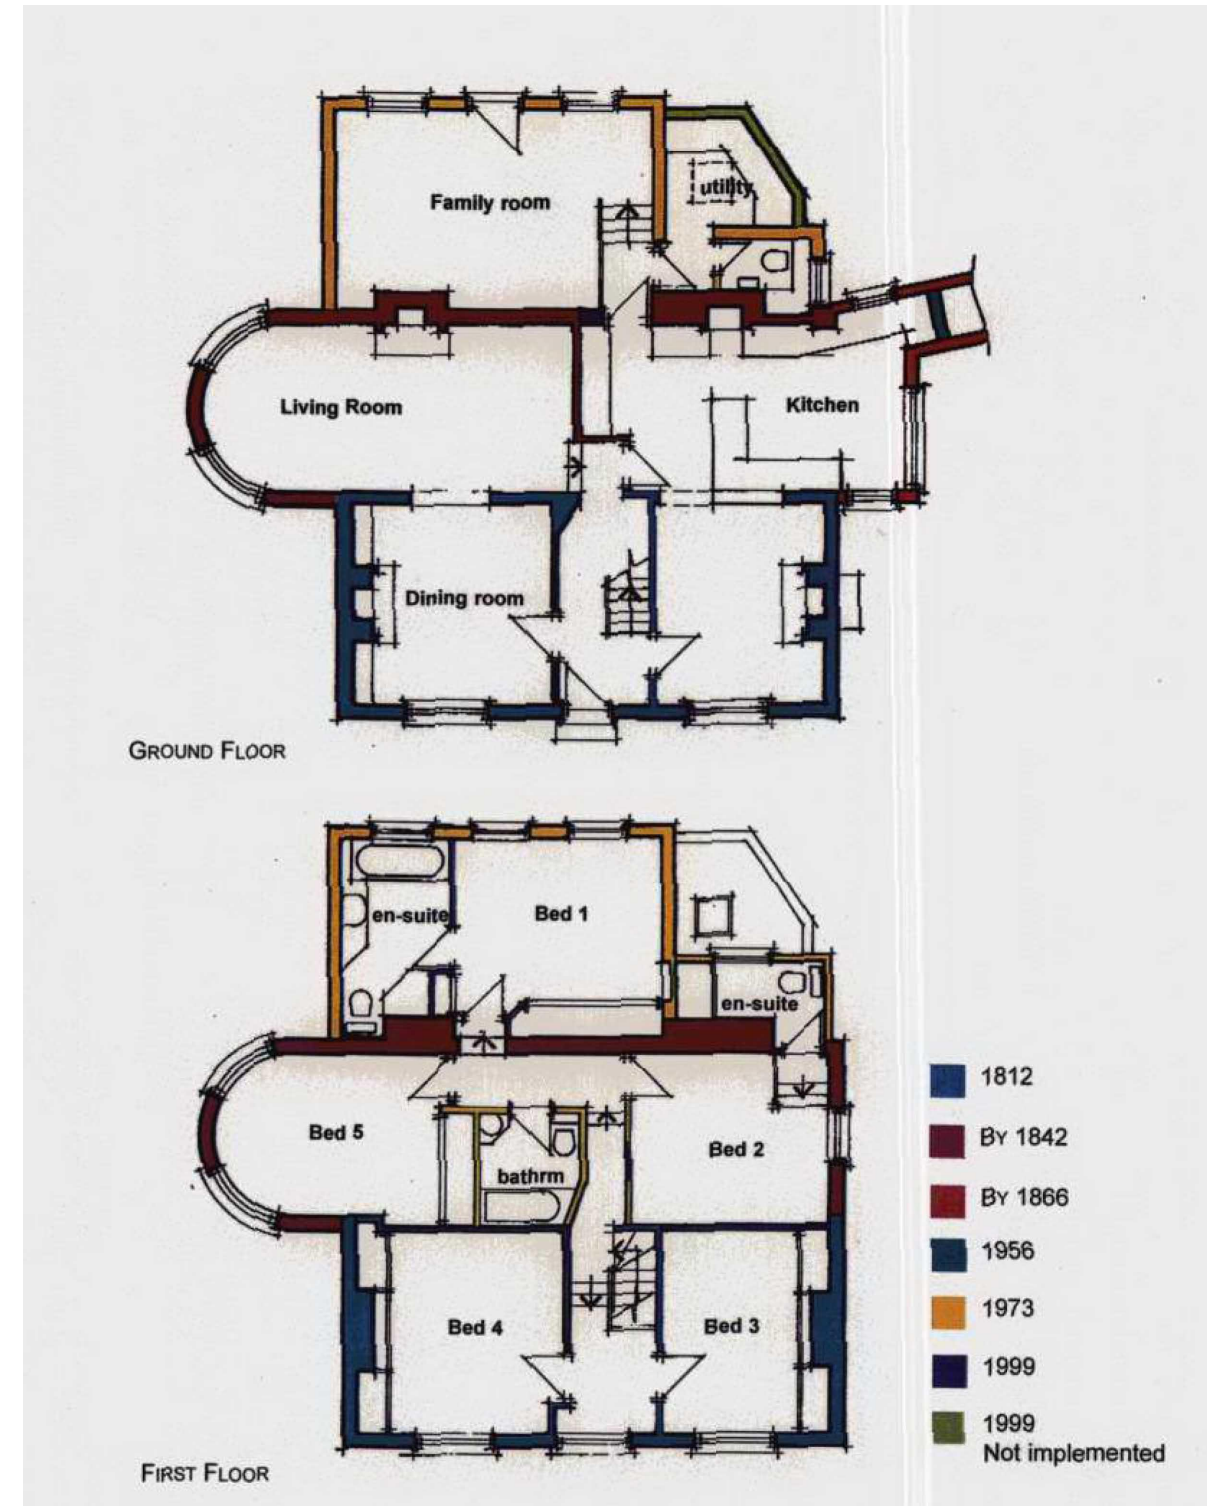 Family room
utility
Living Room
Kitchen
Dining room
GROUND FLOOR
en-suite
Bed 1
en-suite
Bed 5
bathrm
Bed 2
Bed 4
Bed 3
FIRST FLOOR
1812
BY 1842
BY 1866
1956
1973
1999
1999
Not implemented